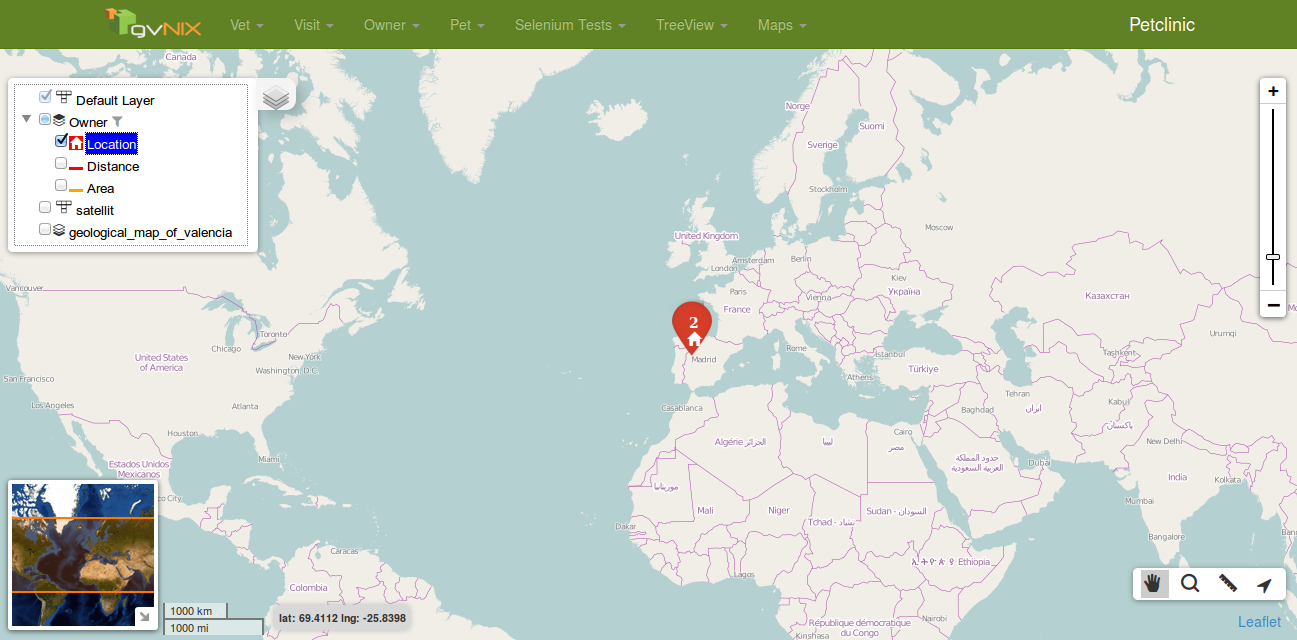 gvNIX
Vet
Visit
Owner
Pet
Selenium Tests
TreeView
Maps
Petclinic
Default Layer
Owner
Location
Distance
Area
satellit
geological_map_of_valencia
Canada
Norge
Suomi
Sverige
Stockholm
Moscow
United Kingdom
Amsterdam
Berlin
London
Kiev
Україна
Paris
Vienna
France
Казахстан
Vancouver
Toronto
Chicago
New York
United States
of America
Washington, D.C.
San Francisco
Los Angeles
Atlanta
Houston
Miami
Estados Unidos
Mexicanos
co City
Caracas
Colombia
2
Madrid
Rome
Istanbul
Türkiye
Athens
Urumqi
Tashkent
Tehran
Kabul
Baghdad
ایران
پاکستان
Casablanca
Algérie الجزائر
ليبيا
Cairo
مصر
حدود المملكة
العربية السعودية
New Delhi
Dubai
India
Kolkata
Mumbai
Bangalore
Ban
موريتانيا
Mali
Niger
Tchad - تشاد
Sudan - السودان
Dakar
Lagos
ኢትዮጵያ Ethiopia
Nairobi
République démocratique
du Congo
Kinshasa
+
−
1000 km
1000 mi
lat: 69.4112 lng: -25.8398
Leaflet